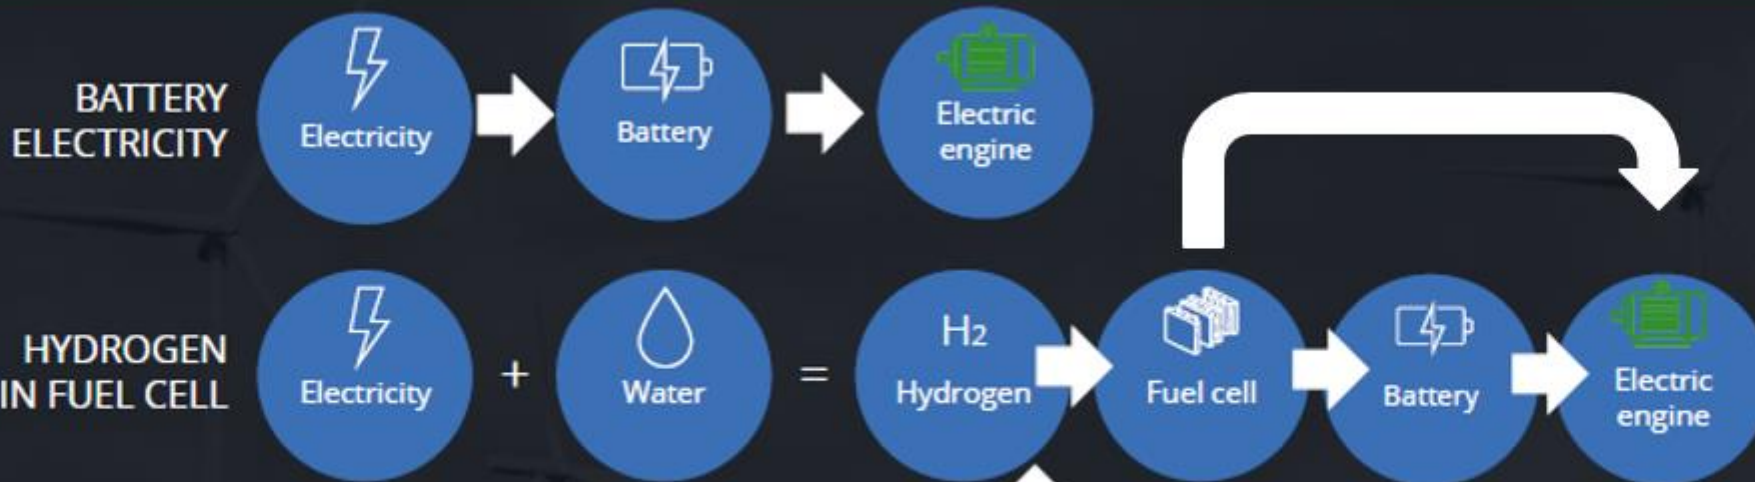 BATTERY
ELECTRICITY
Electricity
Battery
Electric
engine
HYDROGEN
IN FUEL CELL
Electricity
+
Water
=
H2
Hydrogen
Fuel cell
Battery
Electric
engine